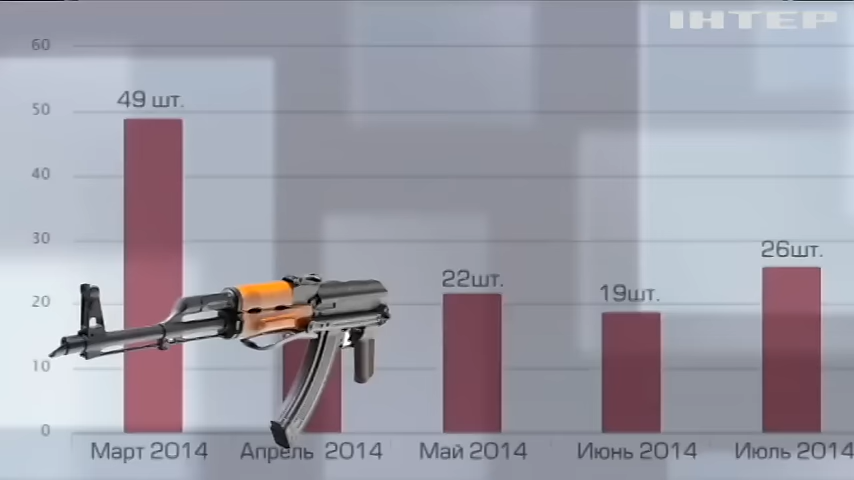 ІНТЕР
60
50
40
30
20
10
0
49 шт.
22шт.
19шт.
26шт.
Март 2014
Апрель 2014
Май 2014
Июнь 2014
Июль 2014